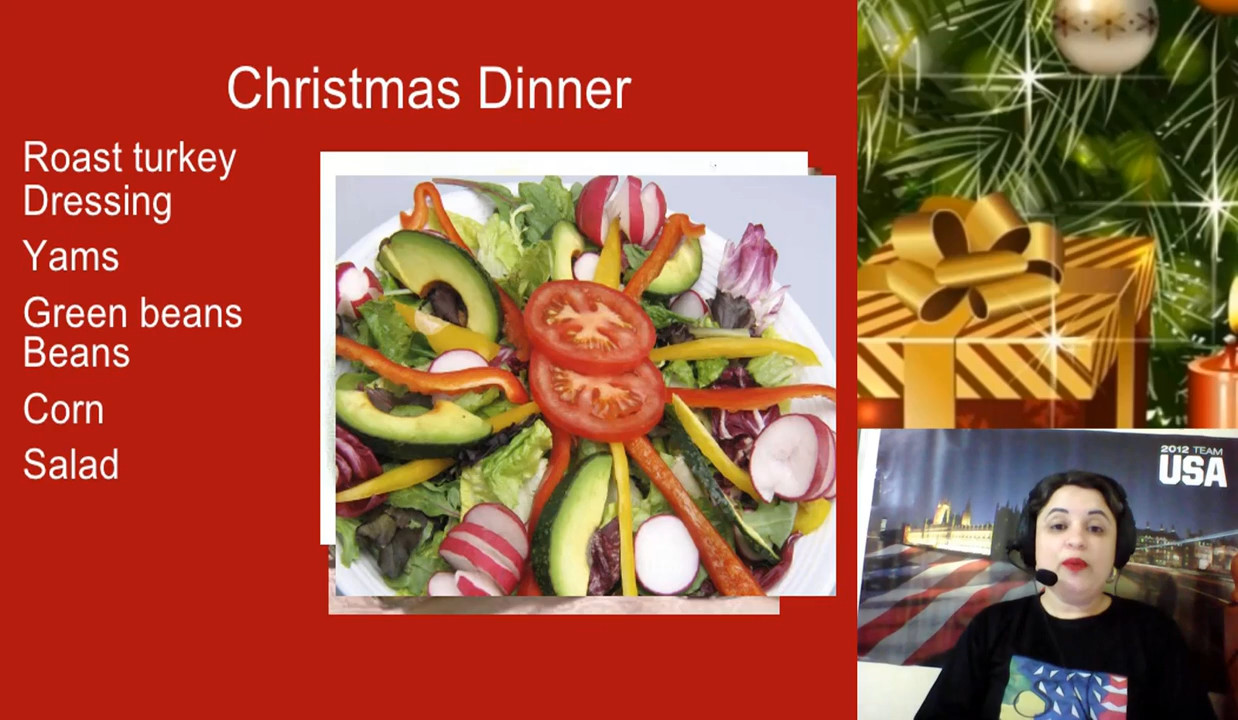 Christmas Dinner
Roast turkey
Dressing
Yams
Green beans
Beans
Corn
Salad
2012 TEAM
USA